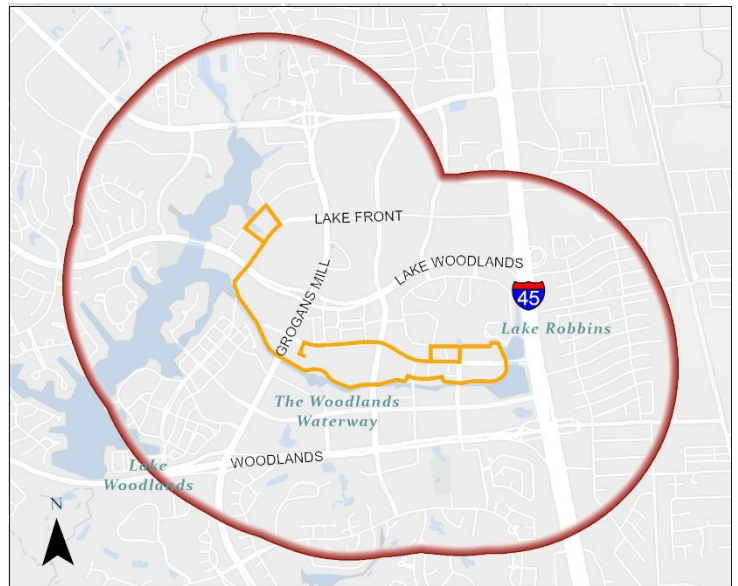 LAKE FRONT
LAKE WOODLANDS
GROGANS MILL
45
Lake Robbins
The Woodlands
Waterway
WOODLANDS
Lake
Woodlands
N